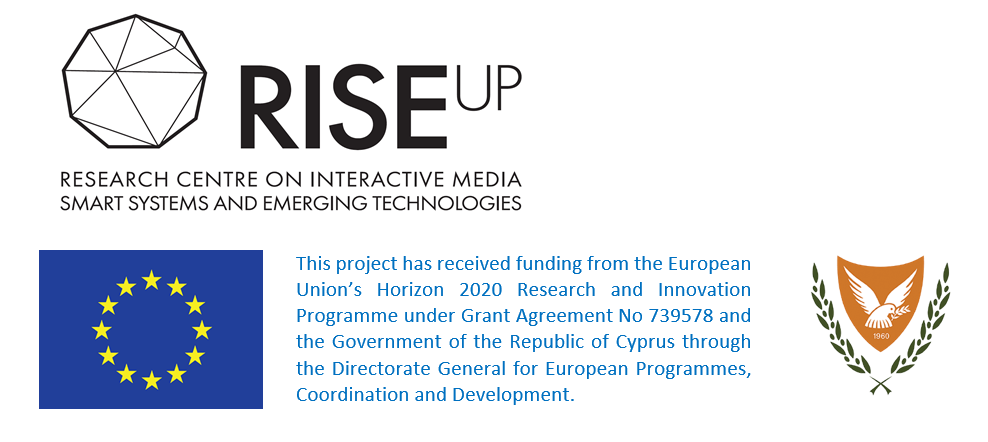 RISE UP
RESEARCH CENTRE ON INTERACTIVE MEDIA
SMART SYSTEMS AND EMERGING TECHNOLOGIES
This project has received funding from the European
Union's Horizon 2020 Research and Innovation
Programme under Grant Agreement No 739578 and
the Government of the Republic of Cyprus through
the Directorate General for European Programmes,
Coordination and Development.
1960